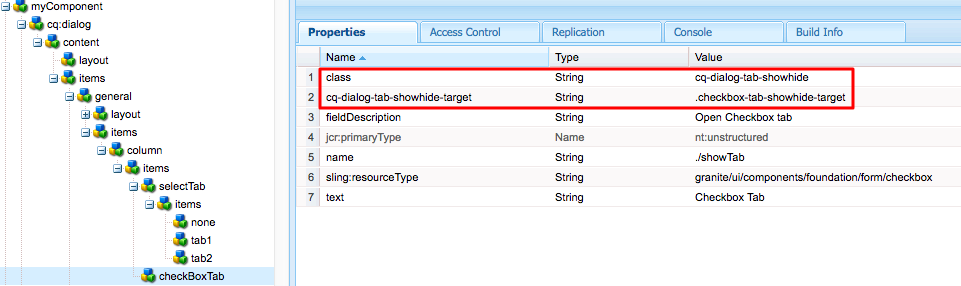 myComponent
cq:dialog
content
layout
items
general
layout
items
column
items
selectTab
items
none
tab1
tab2
checkBoxTab
Properties Access Control Replication Console Build Info
Name Type Value
1 class String cq-dialog-tab-showhide
2 cq-dialog-tab-showhide-target String .checkbox-tab-showhide-target
3 fieldDescription String Open Checkbox tab
4 jcr:primaryType Name nt:unstructured
5 name String ./showTab
6 sling:resourceType String granite/ui/components/foundation/form/checkbox
7 text String Checkbox Tab